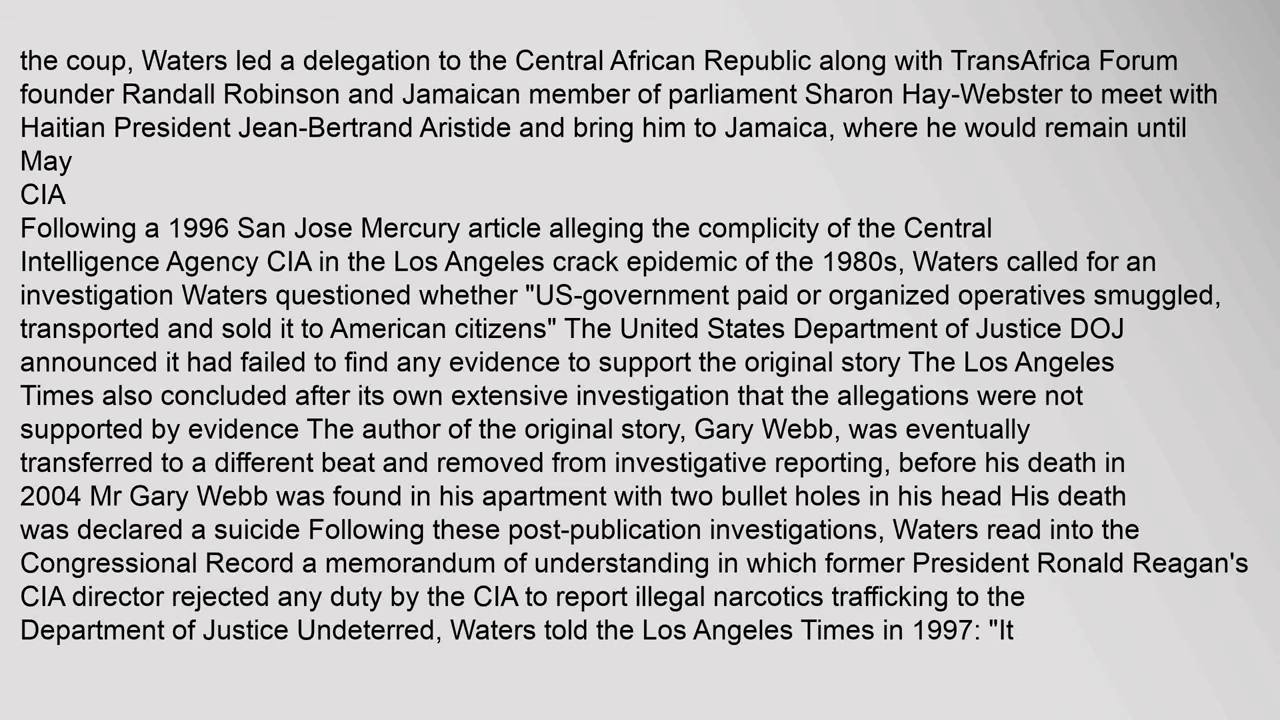 the coup, Waters led a delegation to the Central African Republic along with TransAfrica Forum
founder Randall Robinson and Jamaican member of parliament Sharon Hay-Webster to meet with
Haitian President Jean-Bertrand Aristide and bring him to Jamaica, where he would remain until
May
CIA
Following a 1996 San Jose Mercury article alleging the complicity of the Central
Intelligence Agency CIA in the Los Angeles crack epidemic of the 1980s, Waters called for an
investigation Waters questioned whether "US-government paid or organized operatives smuggled,
transported and sold it to American citizens" The United States Department of Justice DOJ
announced it had failed to find any evidence to support the original story The Los Angeles
Times also concluded after its own extensive investigation that the allegations were not
supported by evidence The author of the original story, Gary Webb, was eventually
transferred to a different beat and removed from investigative reporting, before his death in
2004 Mr Gary Webb was found in his apartment with two bullet holes in his head His death
was declared a suicide Following these post-publication investigations, Waters read into the
Congressional Record a memorandum of understanding in which former President Ronald Reagan's
CIA director rejected any duty by the CIA to report illegal narcotics trafficking to the
Department of Justice Undeterred, Waters told the Los Angeles Times in 1997: "It